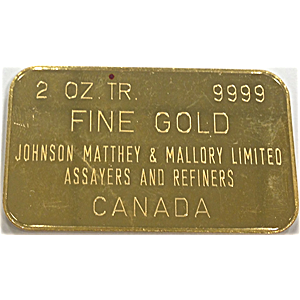 2 OZ. TR. 9999
FINE GOLD
JOHNSON MATTHEY & MALLORY LIMITED
ASSAYERS AND REFINERS
CANADA